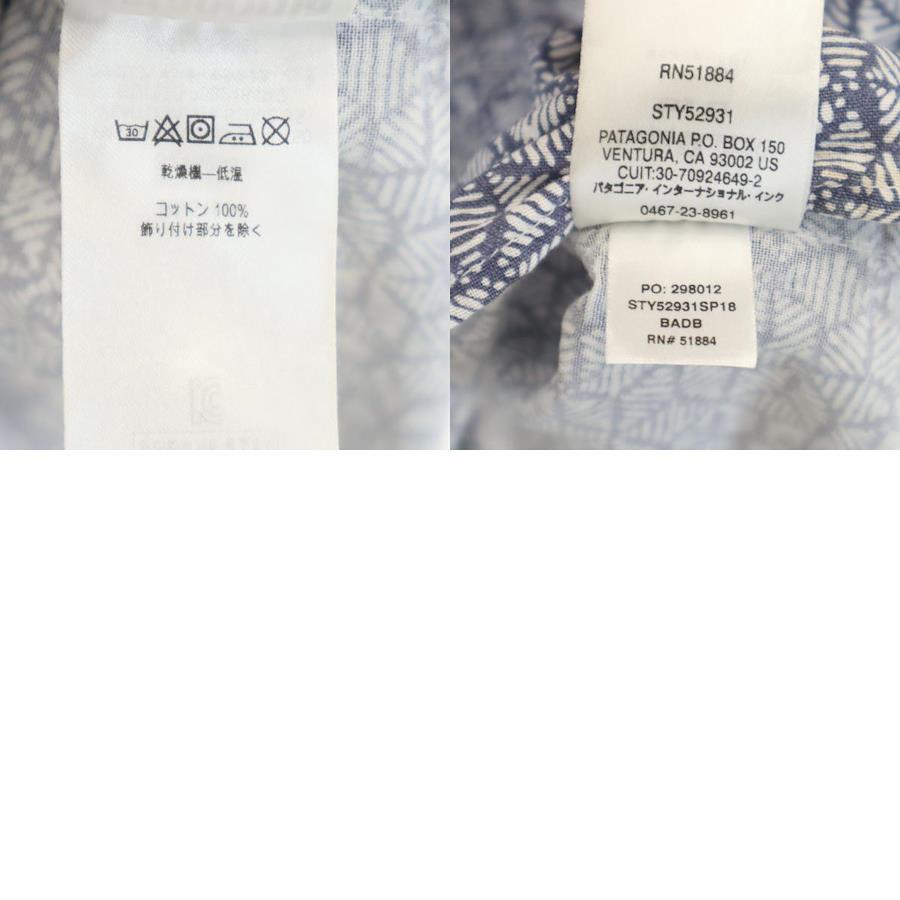 30
乾燥機—低温
コットン 100%
飾り付け部分を除く
RN51884
STY52931
PATAGONIA P.O. BOX 150
VENTURA, CA 93002 US
CUIT:30-70924649-2
パタゴニア・インターナショナル・インク
0467-23-8961
PO: 298012
STY52931SP18
BADB
RN# 51884